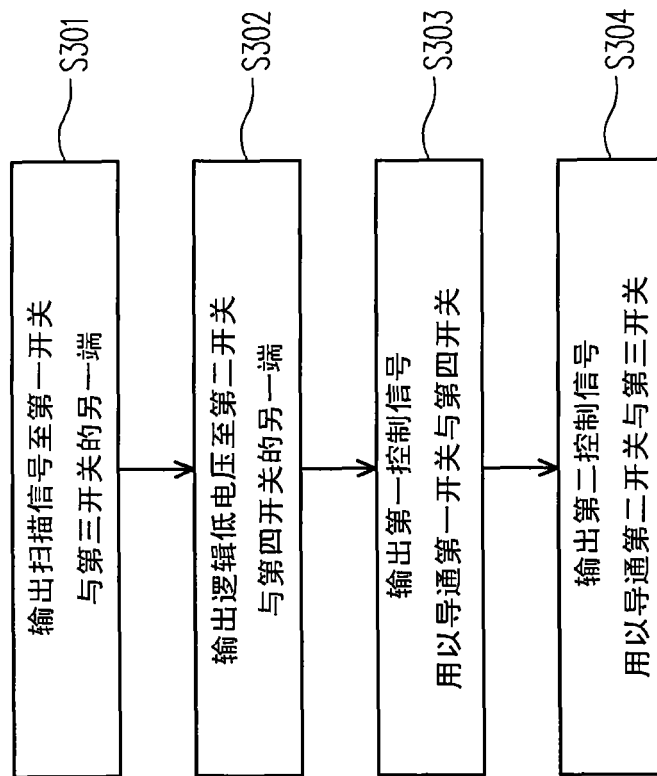 输出扫描信号至第一开关
与第三开关的另一端
S301
输出逻辑低电压至第二开关
与第四开关的另一端
S302
输出第一控制信号
用以导通第一开关与第四开关
S303
输出第二控制信号
用以导通第二开关与第三开关
S304